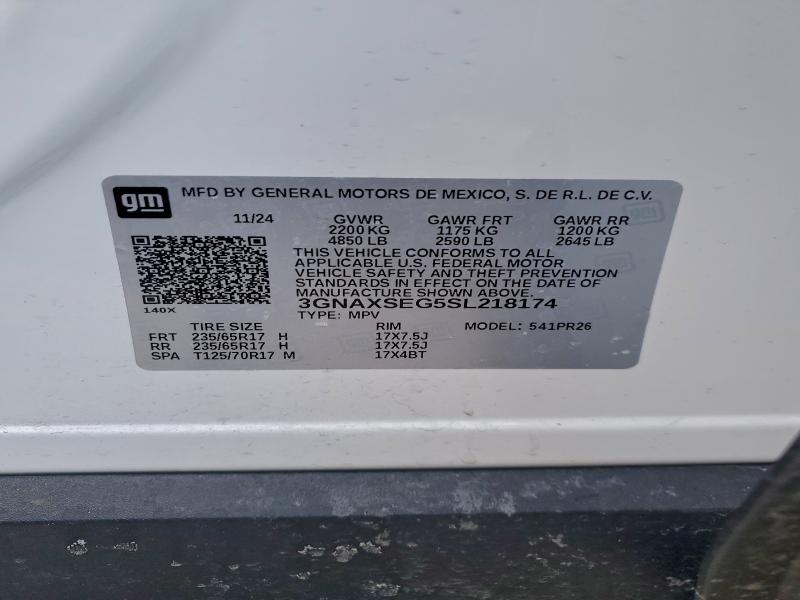 gm MFD BY GENERAL MOTORS DE MEXICO, S. DE R.L. DE C.V.
11/24 GVWR GAWR FRT GAWR RR
2200 KG 1175 KG 1200 KG
4850 LB 2590 LB 2645 LB
THIS VEHICLE CONFORMS TO ALL
APPLICABLE U.S. FEDERAL MOTOR
VEHICLE SAFETY AND THEFT PREVENTION
STANDARDS IN EFFECT ON THE DATE OF
MANUFACTURE SHOWN ABOVE.
140X 3GNAXSEG5SL218174
TYPE: MPV
TIRE SIZE RIM MODEL: 541PR26
FRT 235/65R17 H 17X7.5J
RR 235/65R17 H 17X7.5J
SPA T125/70R17 M 17X4BT